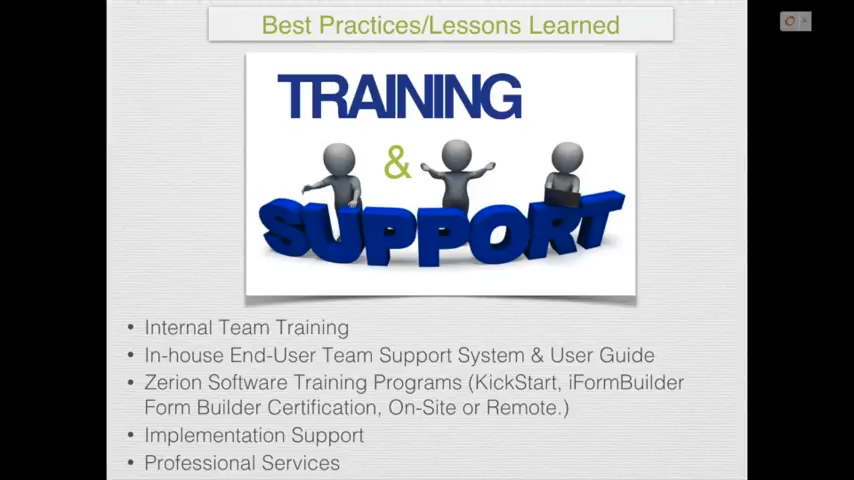 Best Practices/Lessons Learned
TRAINING
&
SUPPORT
• Internal Team Training
• In-house End-User Team Support System & User Guide
• Zerion Software Training Programs (KickStart, iFormBuilder
Form Builder Certification, On-Site or Remote.)
• Implementation Support
• Professional Services